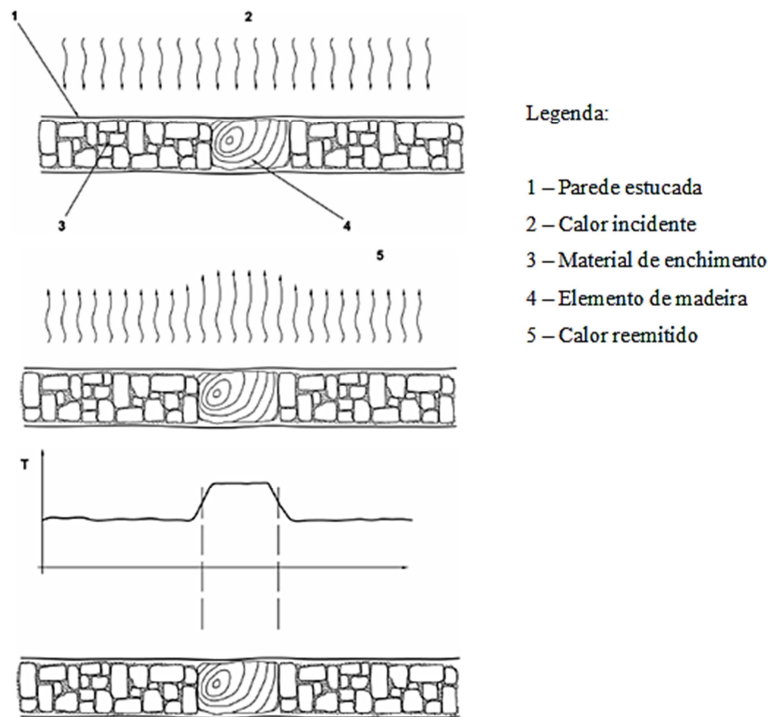 1
2
3
4
5
T
Legenda:
1 – Parede estucada
2 – Calor incidente
3 – Material de enchimento
4 – Elemento de madeira
5 – Calor reemitido